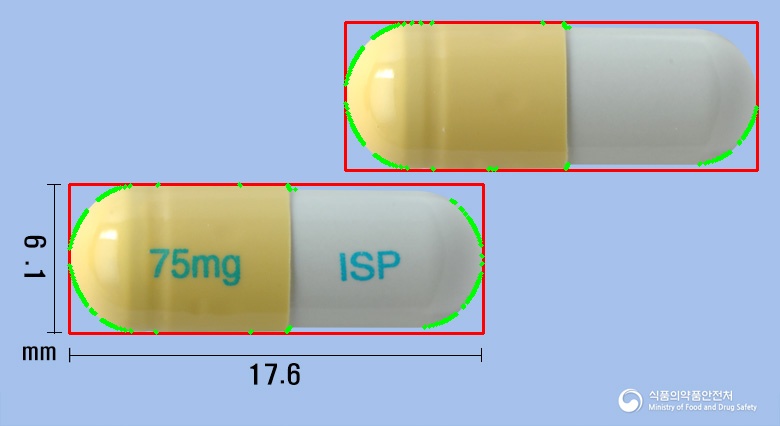 75mg
ISP
6.1
mm
17.6
식품의약품안전처
Ministry of Food and Drug Safety